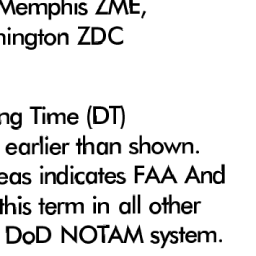 Memphis ZME,
ington ZDC
ng Time (DT)
earlier than shown.
eas indicates FAA And
this term in all other
DoD NOTAM system.